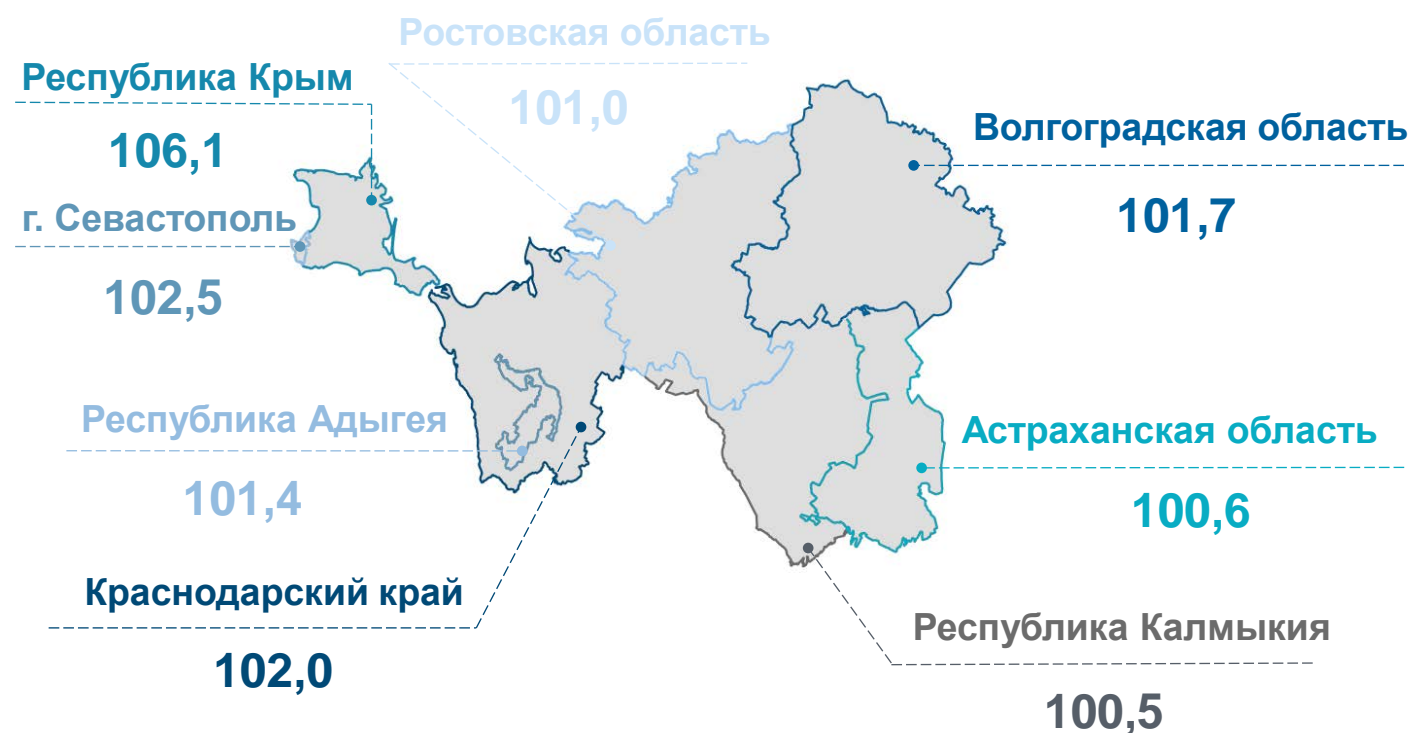 Ростовская область
101,0
Республика Крым
106,1
г. Севастополь
102,5
Волгоградская область
101,7
Республика Адыгея
101,4
Астраханская область
100,6
Краснодарский край
102,0
Республика Калмыкия
100,5